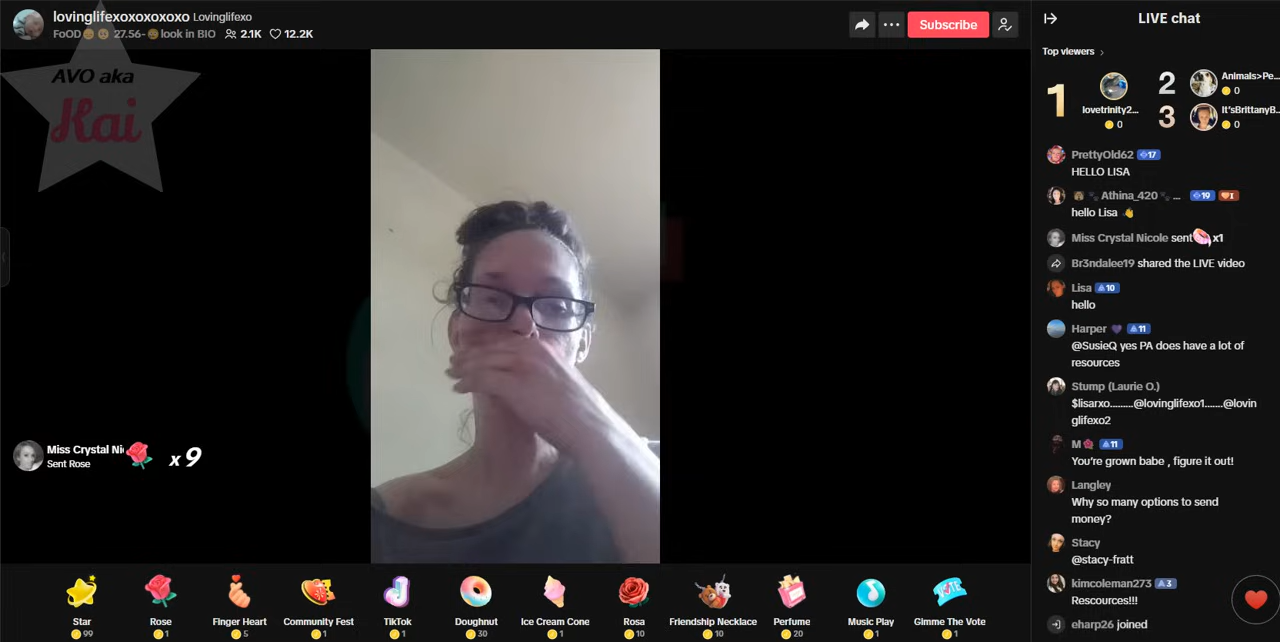 lovinglifexoxoxoxoxo Lovinglifexo
FoOD 27.56- look in BIO 2.1K 12.2K
Subscribe
AVO aka
Kai
Miss Crystal Ni
Sent Rose
x 9
Star
99
Rose
1
Finger Heart
5
Community Fest
1
TikTok
1
Doughnut
30
Ice Cream Cone
1
Rosa
10
Friendship Necklace
10
Perfume
20
Music Play
1
Gimme The Vote
1
LIVE chat
Top viewers
1
lovetrinity2...
0
2
Animals>Pe...
0
3
It'sBrittanyB...
0
PrettyOld62 17
HELLO LISA
Athina_420 ... 19 I
hello Lisa
Miss Crystal Nicole sent x1
Br3ndalee19 shared the LIVE video
Lisa 10
hello
Harper 11
@SusieQ yes PA does have a lot of
resources
Stump (Laurie O.)
$lisarxo.........@lovinglifexo1.......@lovin
glifexo2
M 11
You're grown babe , figure it out!
Langley
Why so many options to send
money?
Stacy
@stacy-fratt
kimcoleman273 3
Rescources!!!
eharp26 joined